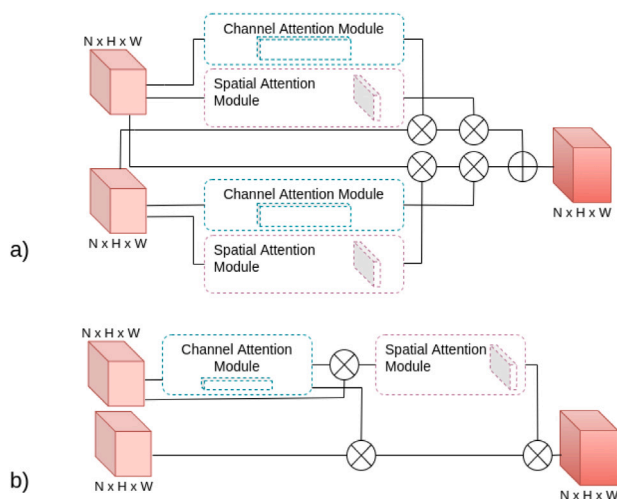 N x H x W
Channel Attention Module
Spatial Attention
Module
N x H x W
N x H x W
Channel Attention Module
N x H x W
Spatial Attention
Module
a)
N x H x W
Channel Attention
Module
Spatial Attention
Module
N x H x W
N x H x W
b)